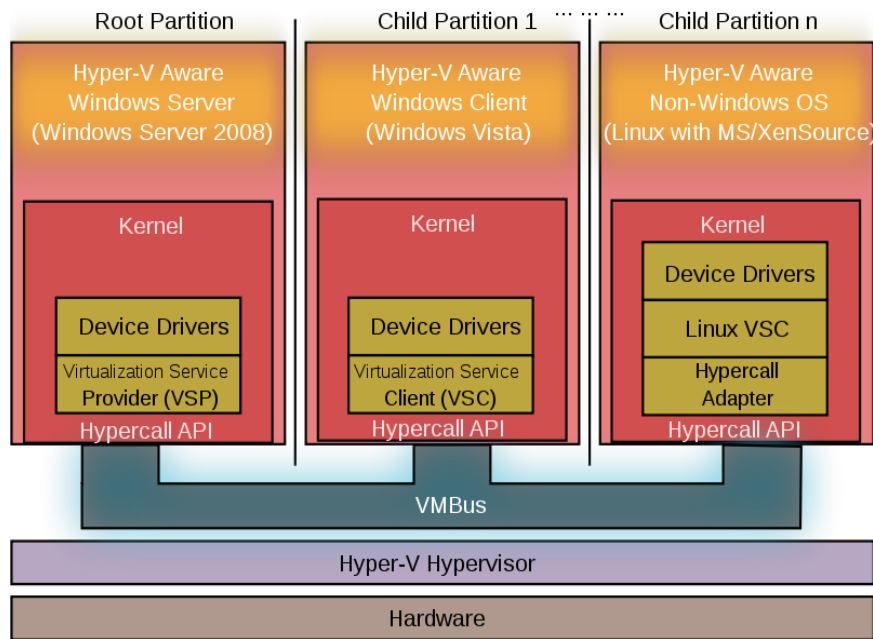 Root Partition
Child Partition 1
... ... ...
Child Partition n
Hyper-V Aware
Windows Server
(Windows Server 2008)
Kernel
Device Drivers
Virtualization Service
Provider (VSP)
Hypercall API
Hyper-V Aware
Windows Client
(Windows Vista)
Kernel
Device Drivers
Virtualization Service
Client (VSC)
Hypercall API
Hyper-V Aware
Non-Windows OS
(Linux with MS/XenSource)
Kernel
Device Drivers
Linux VSC
Hypercall
Adapter
Hypercall API
VMBus
Hyper-V Hypervisor
Hardware